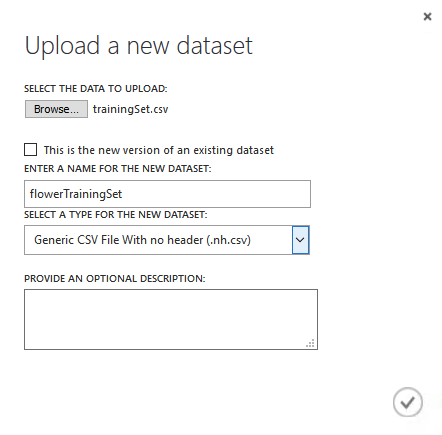 Upload a new dataset
SELECT THE DATA TO UPLOAD:
Browse... trainingSet.csv
This is the new version of an existing dataset
ENTER A NAME FOR THE NEW DATASET:
flowerTrainingSet
SELECT A TYPE FOR THE NEW DATASET:
Generic CSV File With no header (.nh.csv)
PROVIDE AN OPTIONAL DESCRIPTION: